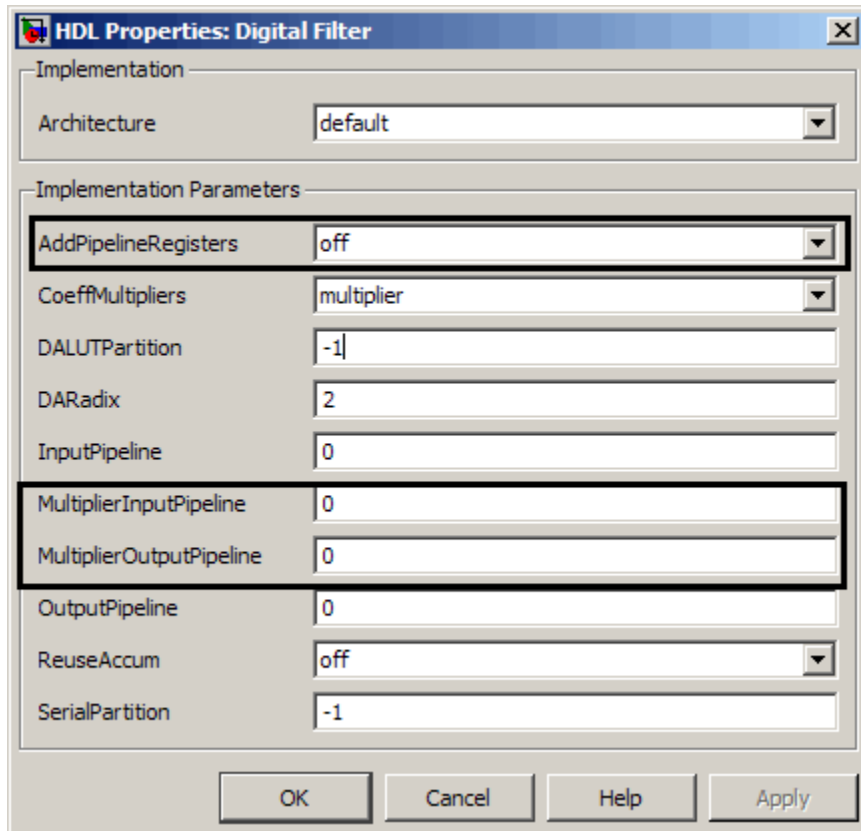 HDL Properties: Digital Filter
Implementation
Architecture default
Implementation Parameters
AddPipelineRegisters off
CoeffMultipliers multiplier
DALUTPartition -1
DARadix 2
InputPipeline 0
MultiplierInputPipeline 0
MultiplierOutputPipeline 0
OutputPipeline 0
ReuseAccum off
SerialPartition -1
OK Cancel Help Apply